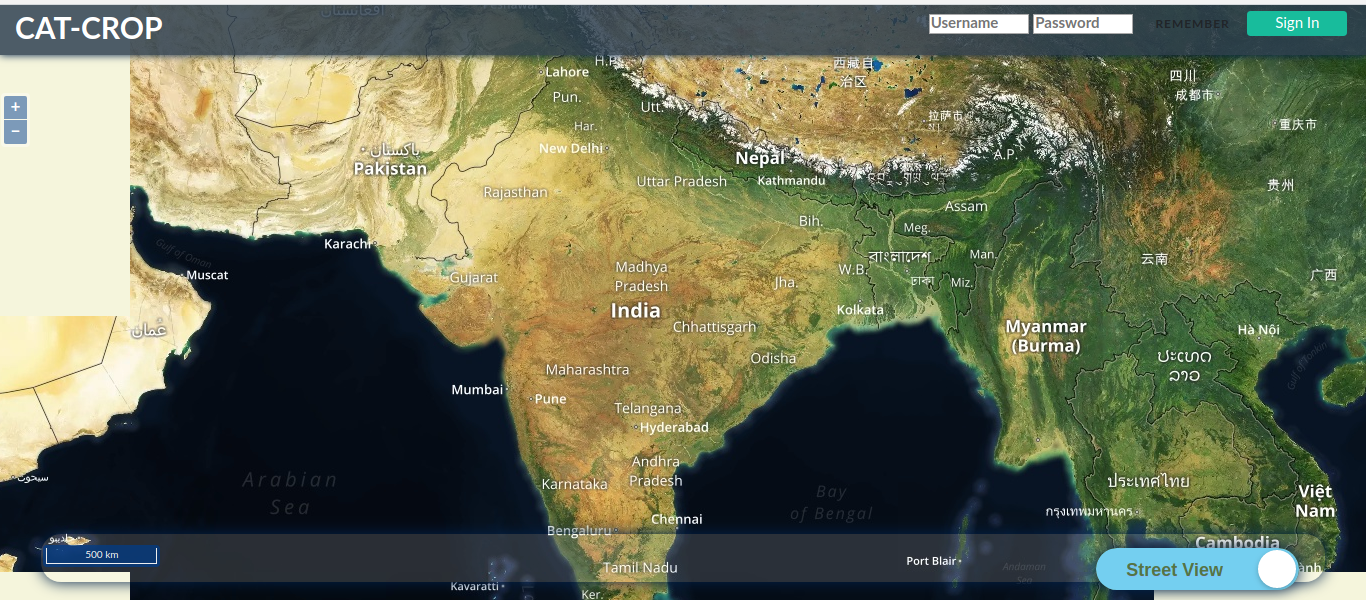 افغانستان
CAT-CROP
Username
Password
REMEMBER
Sign In
+
−
H.P.
Lahore
西藏自
治区
四川
成都市
Pun.
Utt.
Har.
拉萨市
重庆市
New Delhi
پاکستان
Pakistan
Nepal
A.P.
Rajasthan
Uttar Pradesh
Kathmandu
贵州
Assam
Bih.
Meg.
Karachi
Gulf of Oman
বাংলাদেশ
Man.
云南
Muscat
Gujarat
Madhya
Pradesh
W.B.
ঢাকা
Miz.
Jha.
广西
India
Kolkata
عُمان
Chhattisgarh
Myanmar
(Burma)
Hà Nội
Odisha
ປະເທດ
ລາວ
Gulf of Tonkin
Maharashtra
Mumbai
Pune
Telangana
Hyderabad
Andhra
Pradesh
Arabian
Sea
Karnataka
سيحوت
Bay
of Bengal
ประเทศไทย
Việt
Nam
Chennai
กรุงเทพมหานคร
Bengaluru
حديبو
500 km
Cambodia
Port Blair
Tamil Nadu
Andaman
Sea
Street View
Kavaratti
Ker.